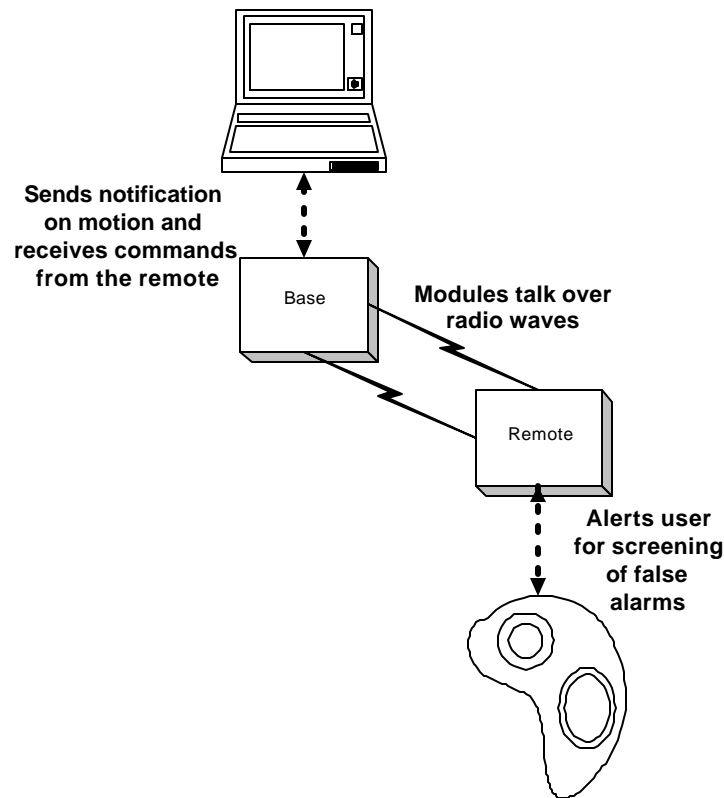 Sends notification
on motion and
receives commands
from the remote
Base
Modules talk over
radio waves
Remote
Alerts user
for screening
of false
alarms